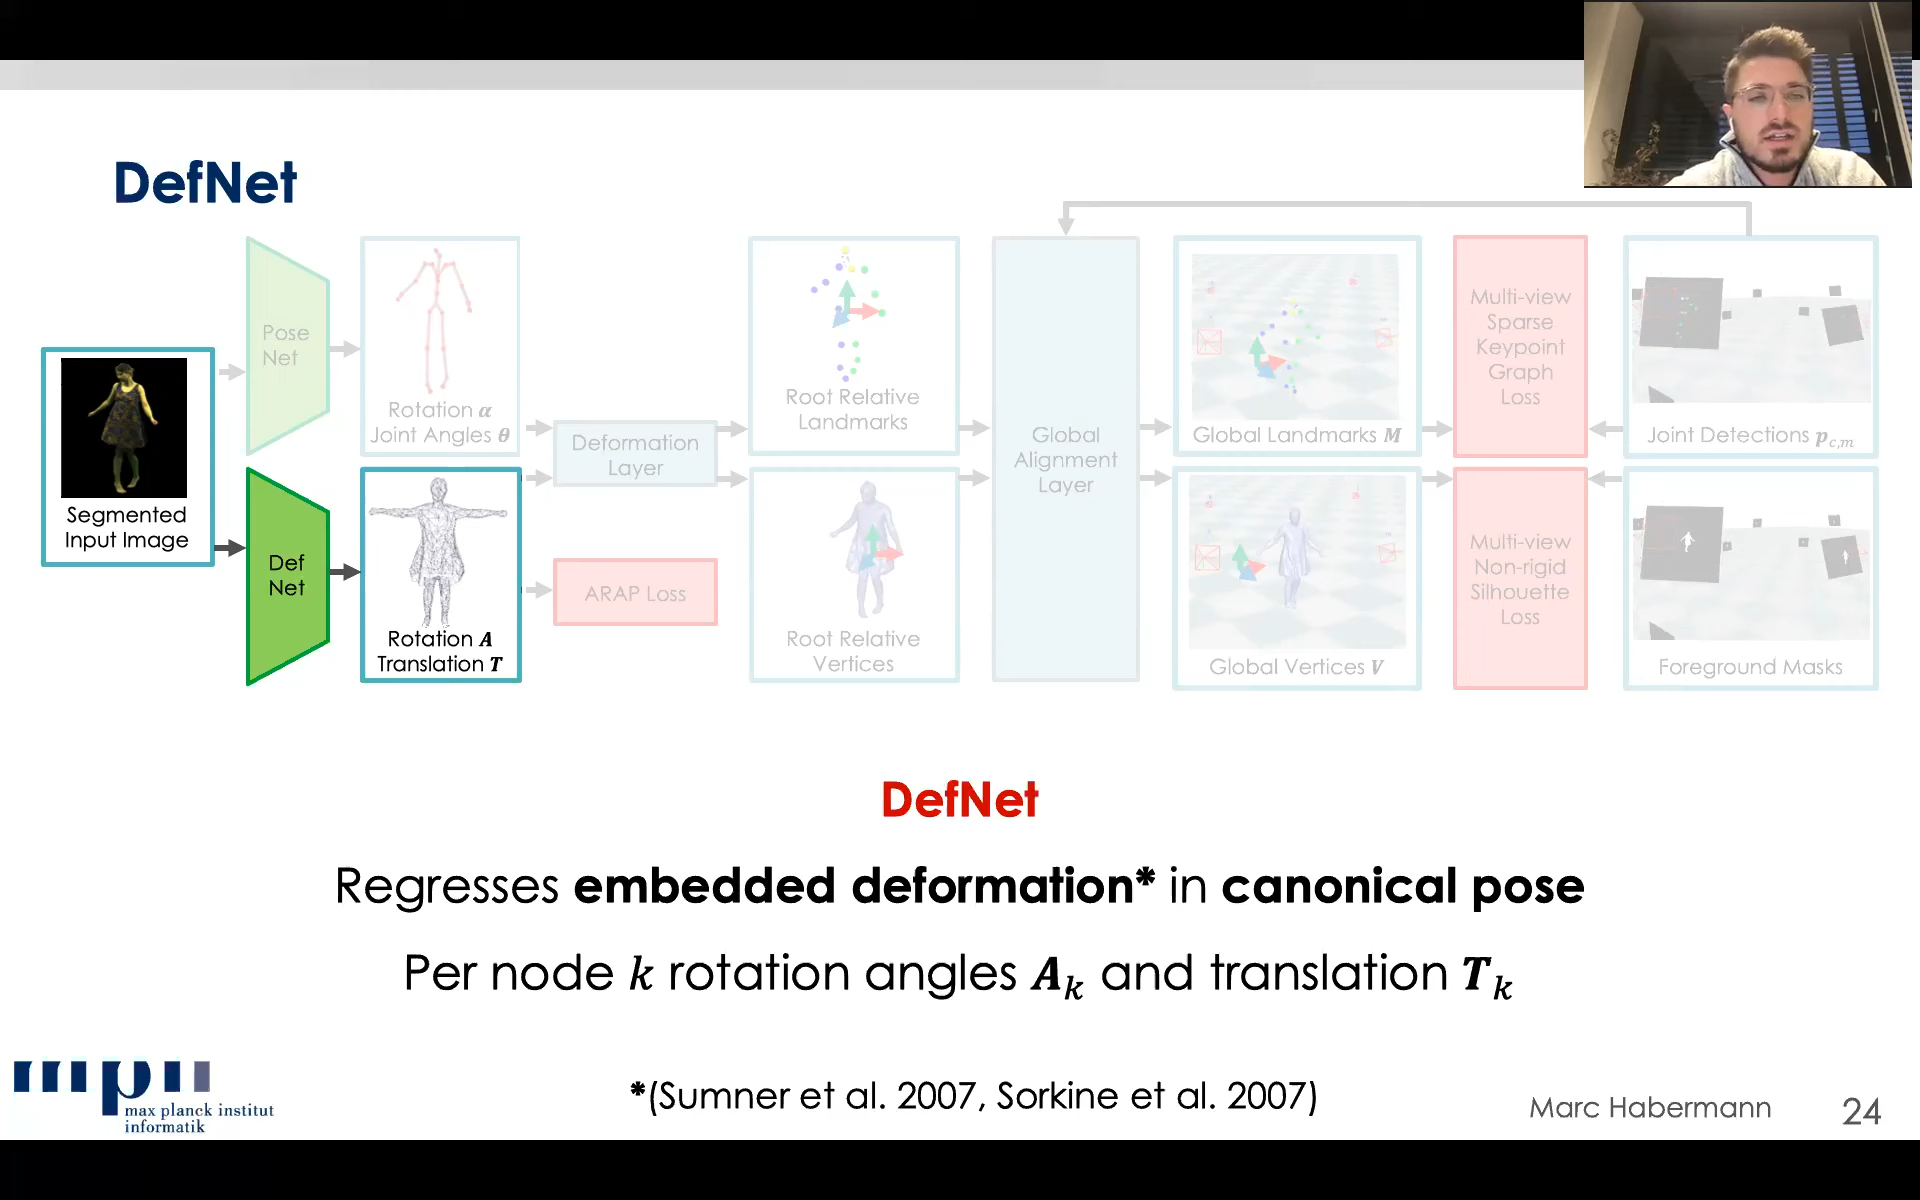 DefNet
Pose
Net
Rotation α
Joint Angles θ
Segmented
Input Image
Def
Net
Rotation A
Translation T
Deformation
Layer
ARAP Loss
Root Relative
Landmarks
Root Relative
Vertices
Global
Alignment
Layer
Global Landmarks M
Global Vertices V
Multi-view
Sparse
Keypoint
Graph
Loss
Multi-view
Non-rigid
Silhouette
Loss
Joint Detections p_{c,m}
Foreground Masks
DefNet
Regresses embedded deformation* in canonical pose
Per node k rotation angles A_k and translation T_k
*(Sumner et al. 2007, Sorkine et al. 2007)
mpii
max planck institut
informatik
Marc Habermann
24